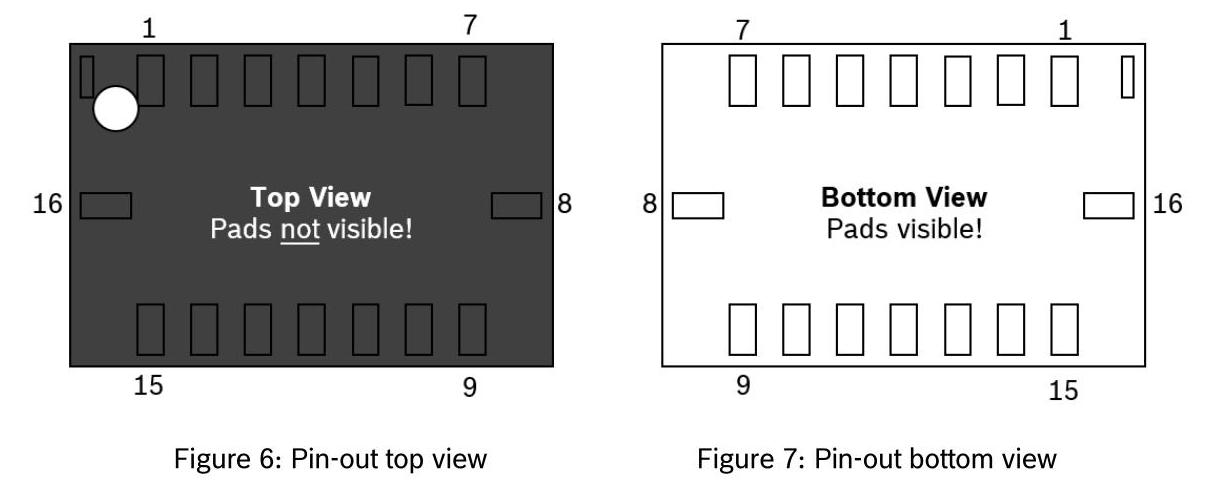 1 7
16 8
Top View
Pads not visible!
15 9
Figure 6: Pin-out top view
7 1
8 16
Bottom View
Pads visible!
9 15
Figure 7: Pin-out bottom view